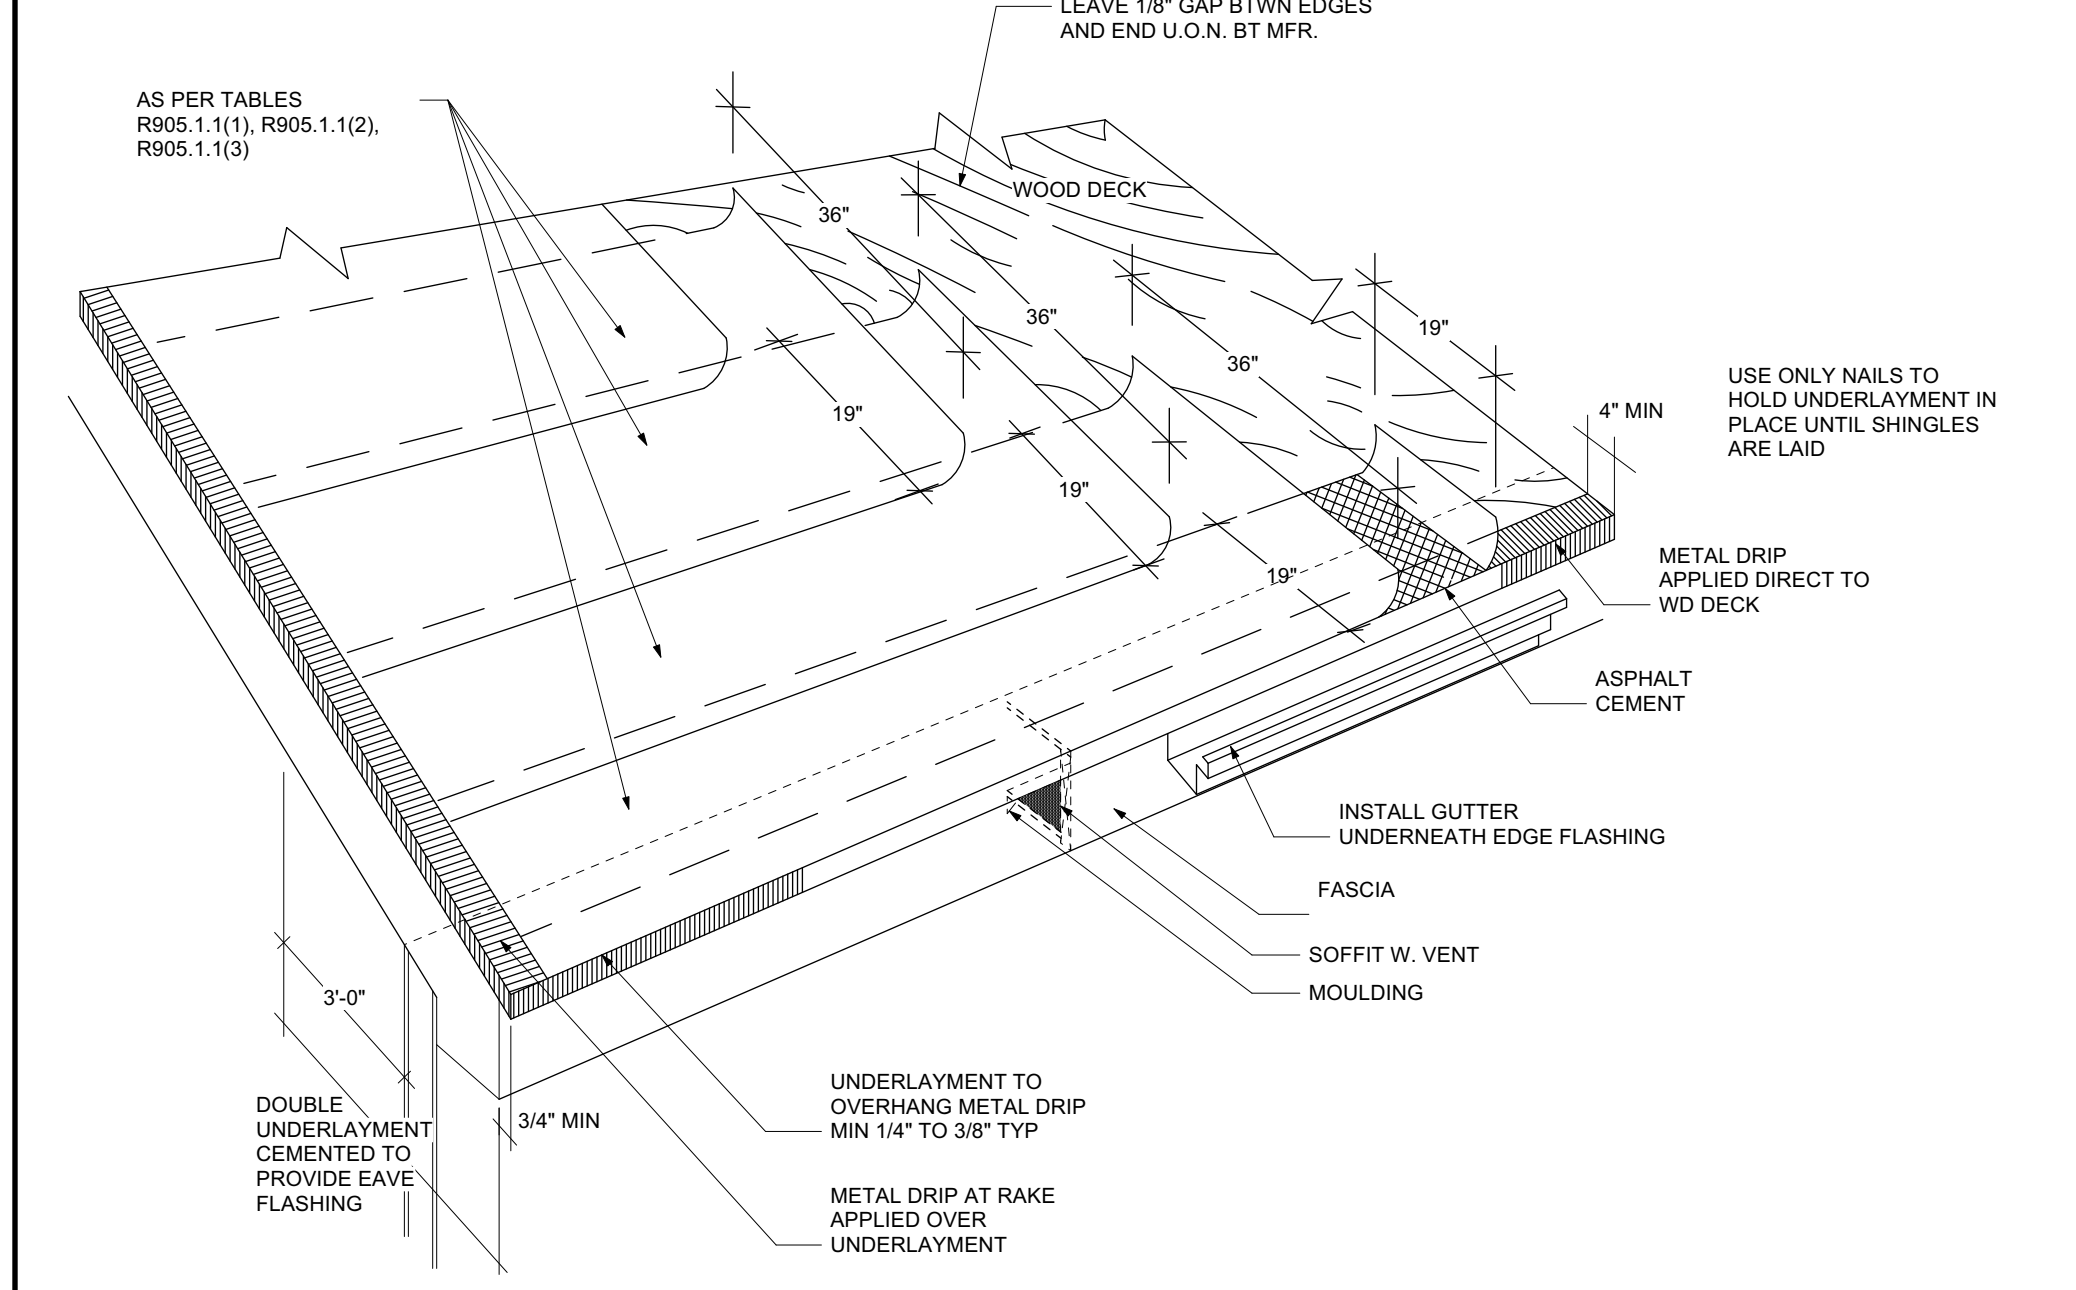 LEAVE 1/8" GAP BTWN EDGES
AND END U.O.N. BT MFR.
AS PER TABLES
R905.1.1(1), R905.1.1(2),
R905.1.1(3)
WOOD DECK
36"
36"
36"
19"
19"
19"
19"
19"
4" MIN
USE ONLY NAILS TO
HOLD UNDERLAYMENT IN
PLACE UNTIL SHINGLES
ARE LAID
METAL DRIP
APPLIED DIRECT TO
WD DECK
ASPHALT
CEMENT
INSTALL GUTTER
UNDERNEATH EDGE FLASHING
FASCIA
SOFFIT W. VENT
MOULDING
3'-0"
DOUBLE
UNDERLAYMENT
CEMENTED TO
PROVIDE EAVE
FLASHING
3/4" MIN
UNDERLAYMENT TO
OVERHANG METAL DRIP
MIN 1/4" TO 3/8" TYP
METAL DRIP AT RAKE
APPLIED OVER
UNDERLAYMENT